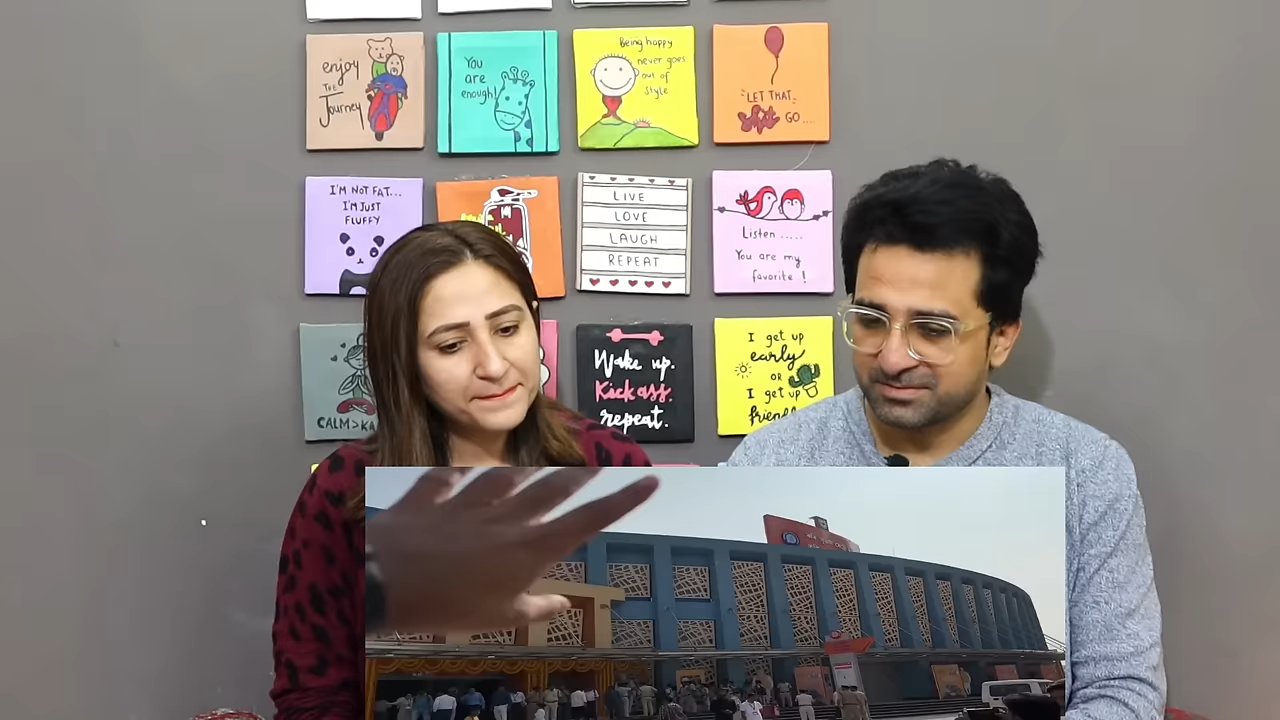 enjoy
THE
Journey
You
are
enough!
Being happy
never goes
out of
style
"LET THAT
GO ....
I'M NOT FAT...
I'M JUST
FLUFFY
LIVE
LOVE
LAUGH
REPEAT
Listen .....
You are my
favorite !
CALM>KA
Wake up.
Kick ass.
repeat.
I get up
early
OR
I get up
friend